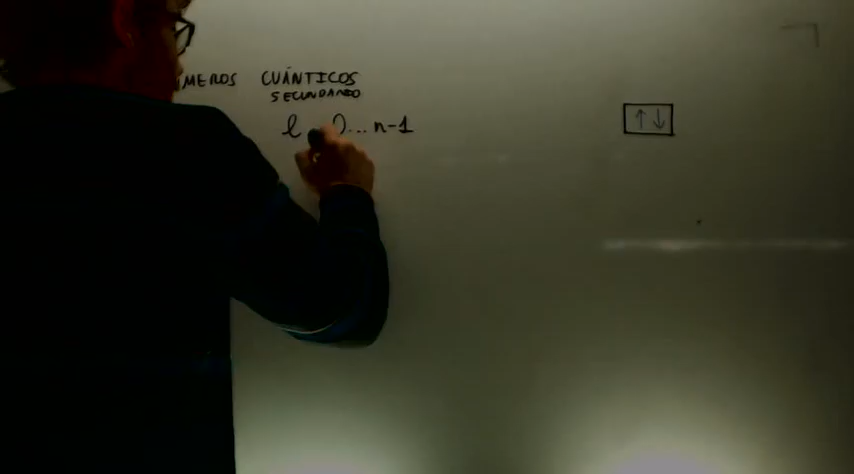 MEROS CUÁNTICOS
SECUNDARIO
l 0... n-1
↑↓